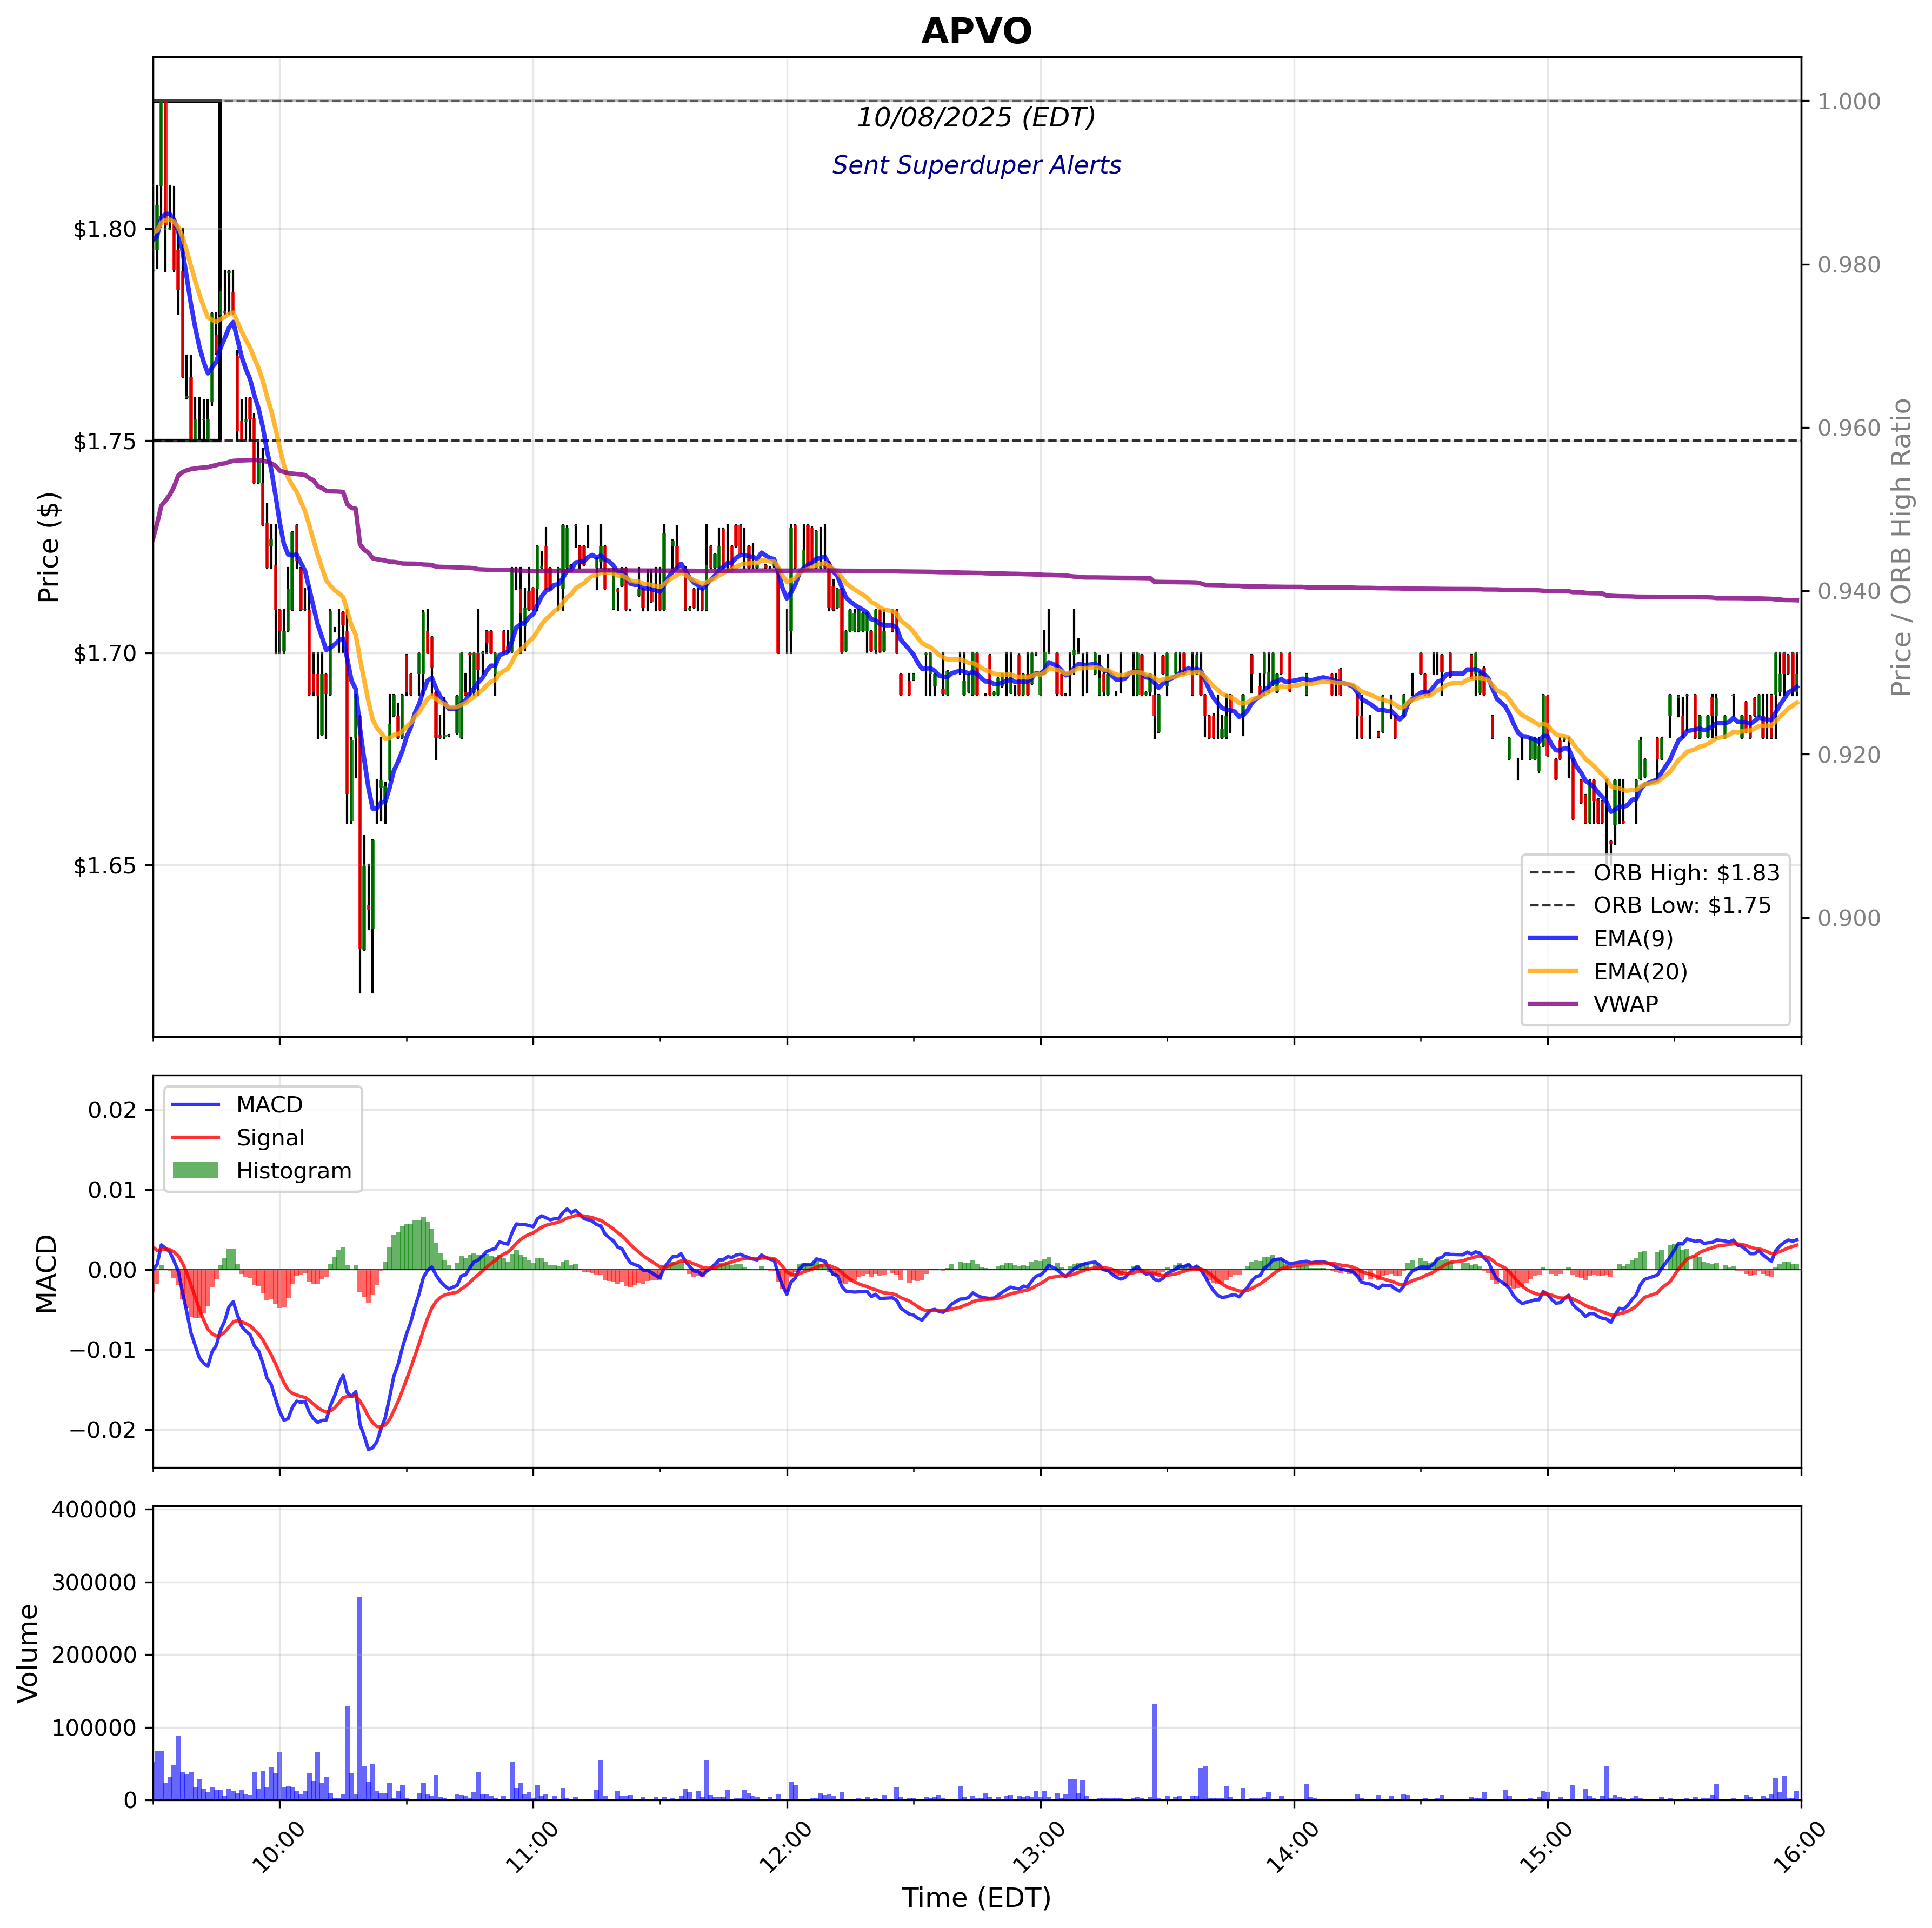 APVO
10/08/2025 (EDT)
Sent Superduper Alerts
Price ($)
$1.80
$1.75
$1.70
$1.65
1.000
0.980
0.960
0.940
0.920
0.900
Price / ORB High Ratio
ORB High: $1.83
ORB Low: $1.75
EMA(9)
EMA(20)
VWAP
MACD
0.02
0.01
0.00
−0.01
−0.02
MACD
Signal
Histogram
Volume
400000
300000
200000
100000
0
10:00
11:00
12:00
13:00
14:00
15:00
16:00
Time (EDT)